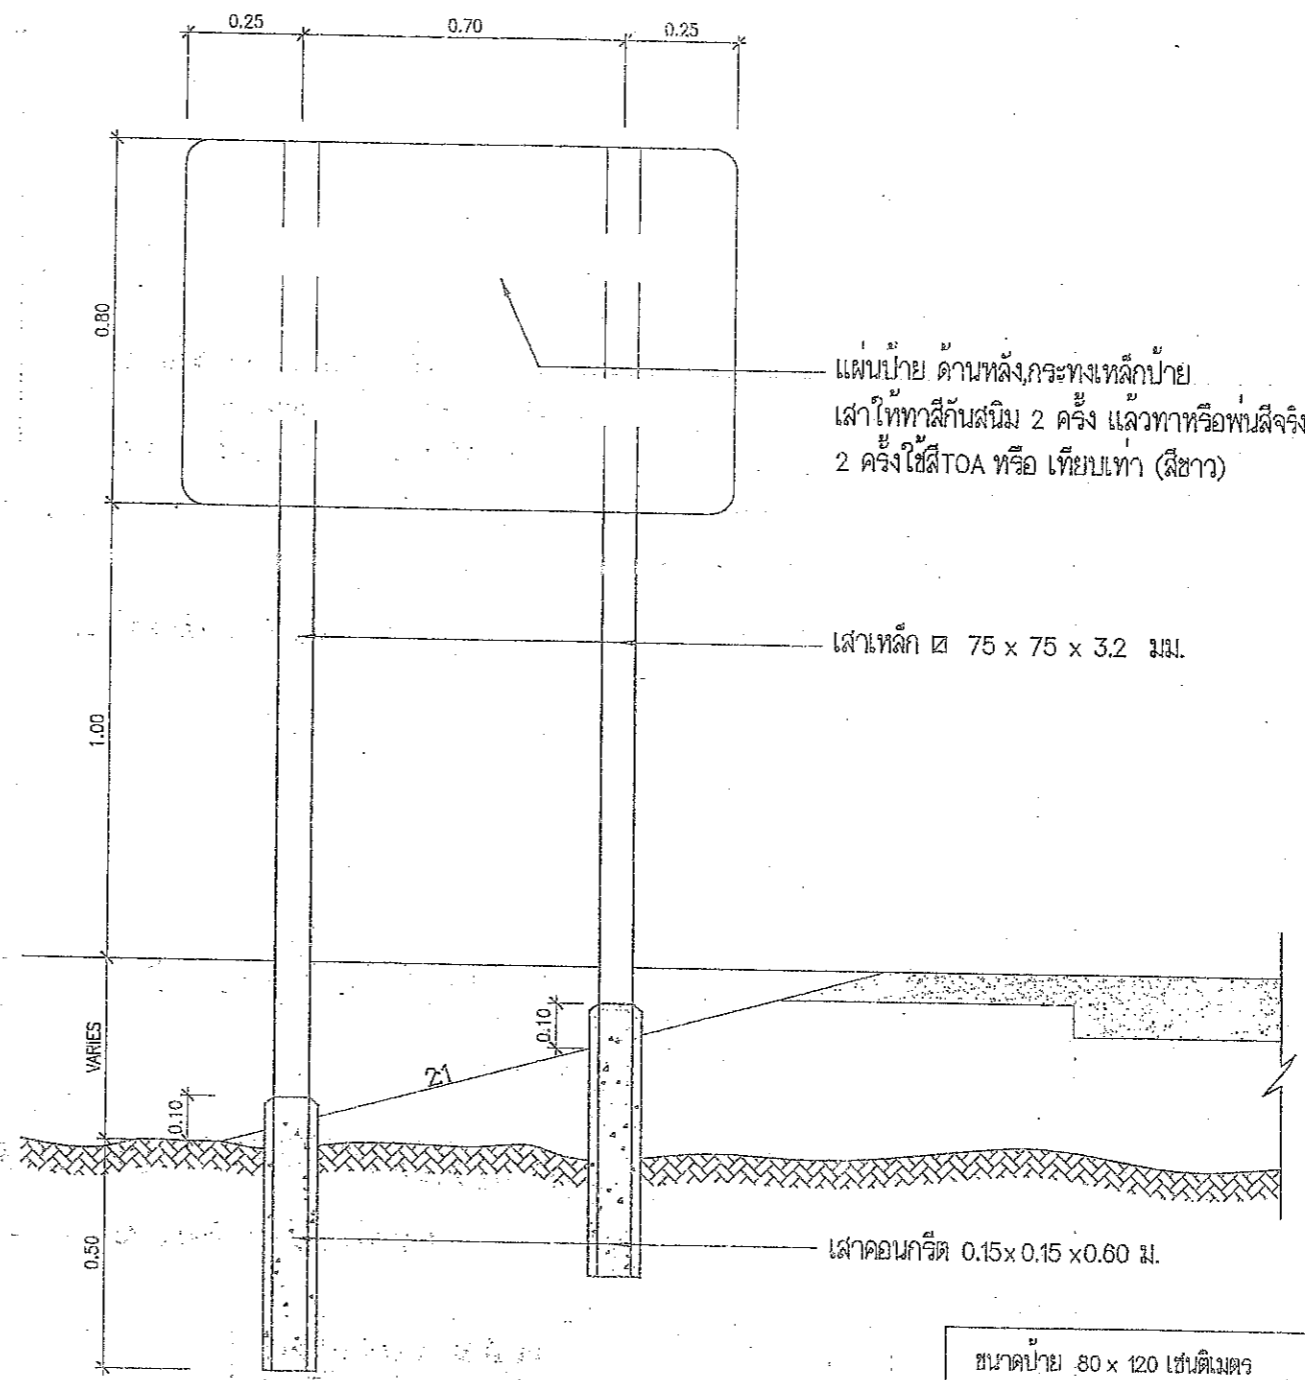 0.25
0.70
0.25
0.80
แผ่นป้าย ด้านหลัง,กระทงเหล็กป้าย
เสาให้ทาสีกันสนิม 2 ครั้ง แล้วทาหรือพ่นสีจริง
2 ครั้งใช้สีTOA หรือ เทียบเท่า (สีขาว)
เสาเหล็ก 75 x 75 x 3.2 มม.
1.00
VARIES
0.10
0.10
2:1
0.50
เสาคอนกรีต 0.15x0.15x0.60 ม.
ขนาดป้าย 80 x 120 เซนติเมตร